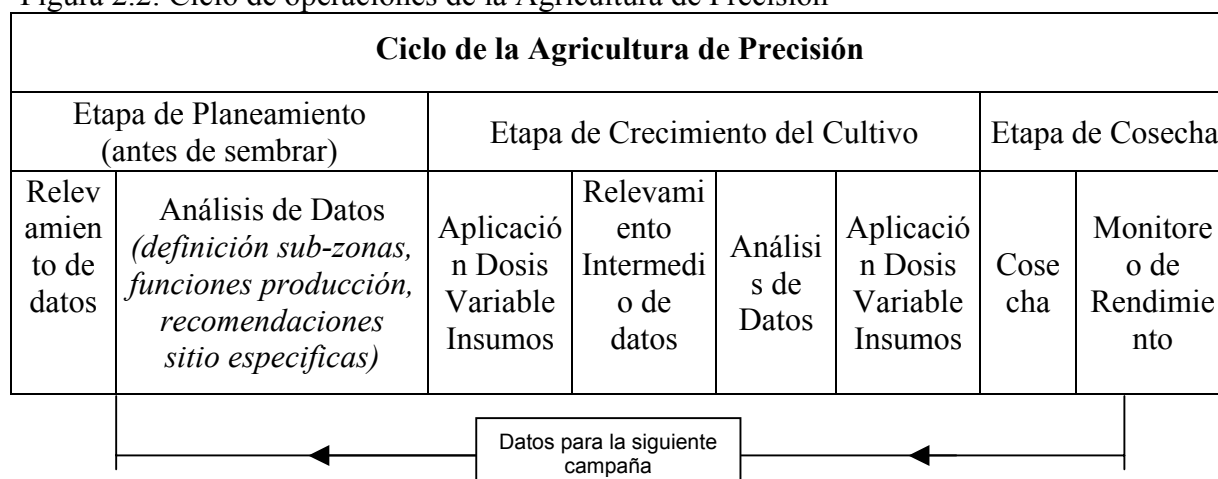 Figura 2.2. Ciclo de operaciones de la Agricultura de Precisión
Ciclo de la Agricultura de Precisión
Etapa de Planeamiento
(antes de sembrar)
Etapa de Crecimiento del Cultivo
Etapa de Cosecha
Relev
amien
to de
datos
Análisis de Datos
(definición sub-zonas,
funciones producción,
recomendaciones
sitio especificas)
Aplicació
n Dosis
Variable
Insumos
Relevami
ento
Intermedi
o de
datos
Análisi
s de
Datos
Aplicació
n Dosis
Variable
Insumos
Cose
cha
Monitore
o de
Rendimie
nto
Datos para la siguiente
campaña